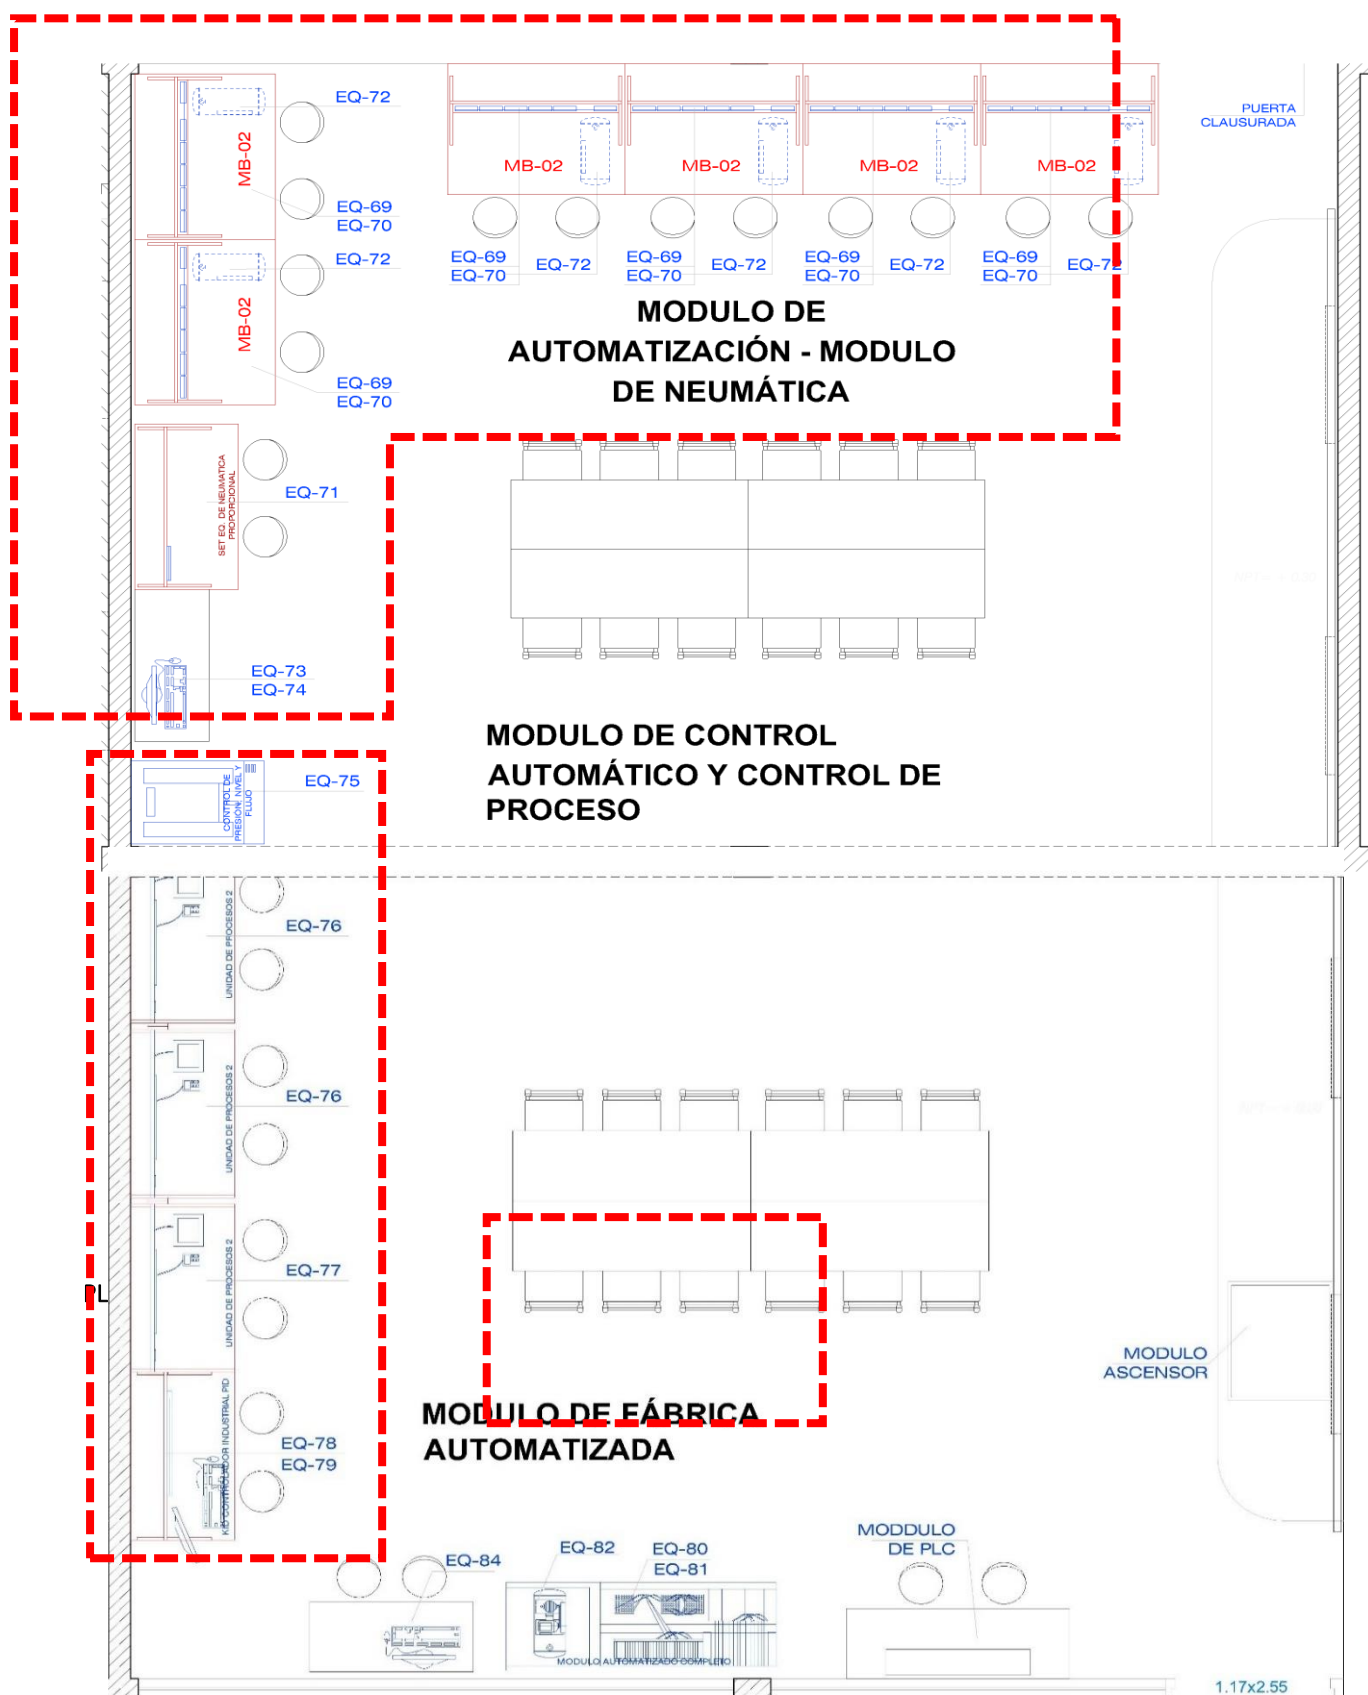 EQ-72
MB-02
EQ-69
EQ-70
EQ-72
MB-02
EQ-69
EQ-70
MB-02
MB-02
MB-02
MB-02
EQ-69
EQ-70
EQ-72
EQ-69
EQ-70
EQ-72
EQ-69
EQ-70
EQ-72
EQ-69
EQ-70
EQ-72
PUERTA
CLAUSURADA
MODULO DE
AUTOMATIZACIÓN - MODULO
DE NEUMÁTICA
SET EQ. DE NEUMATICA
PROPORCIONAL
EQ-71
EQ-73
EQ-74
MODULO DE CONTROL
AUTOMÁTICO Y CONTROL DE
PROCESO
CONTROL DE
PRESIÓN, NIVEL Y
FLUJO
EQ-75
UNIDAD DE PROCESOS 2
EQ-76
UNIDAD DE PROCESOS 2
EQ-76
UNIDAD DE PROCESOS 2
EQ-77
PL
KID CONTROLADOR INDUSTRIAL PID
EQ-78
EQ-79
MODULO
ASCENSOR
MODULO DE FÁBRICA
AUTOMATIZADA
EQ-84
EQ-82
EQ-80
EQ-81
MODULO AUTOMATIZADO COMPLETO
MODDULO
DE PLC
1.17x2.55